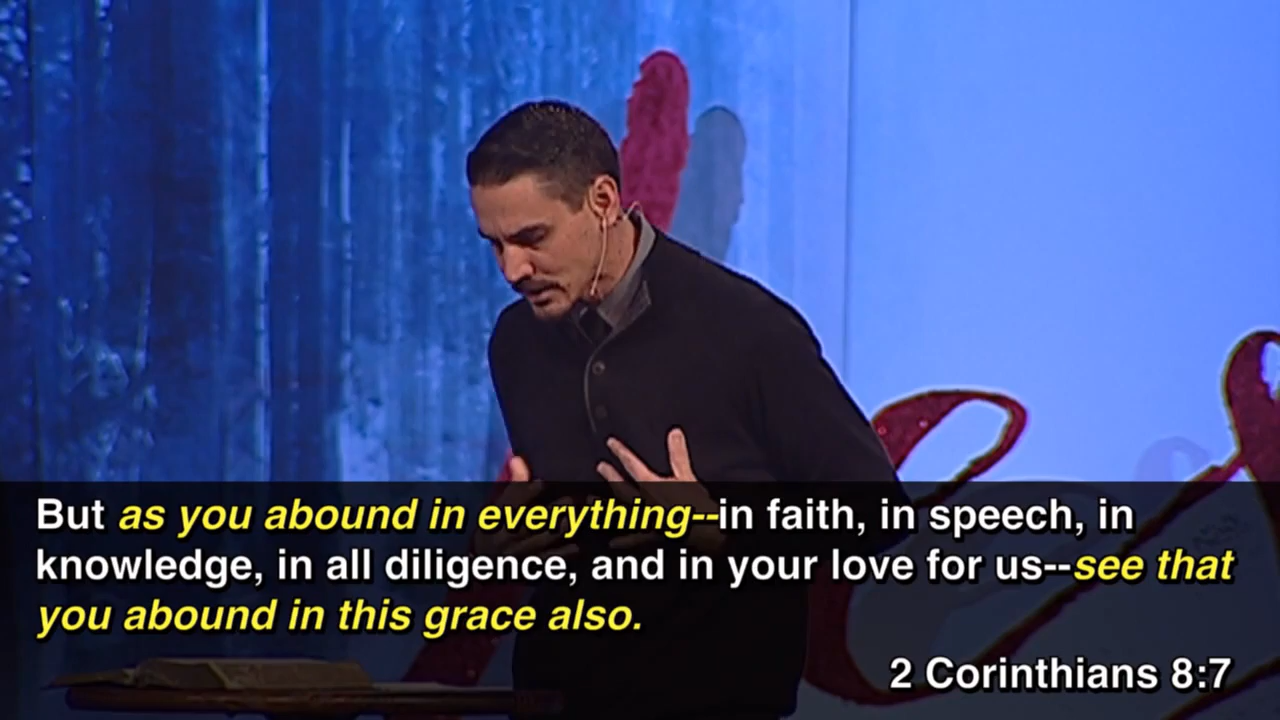 But as you abound in everything--in faith, in speech, in
knowledge, in all diligence, and in your love for us--see that
you abound in this grace also.
2 Corinthians 8:7